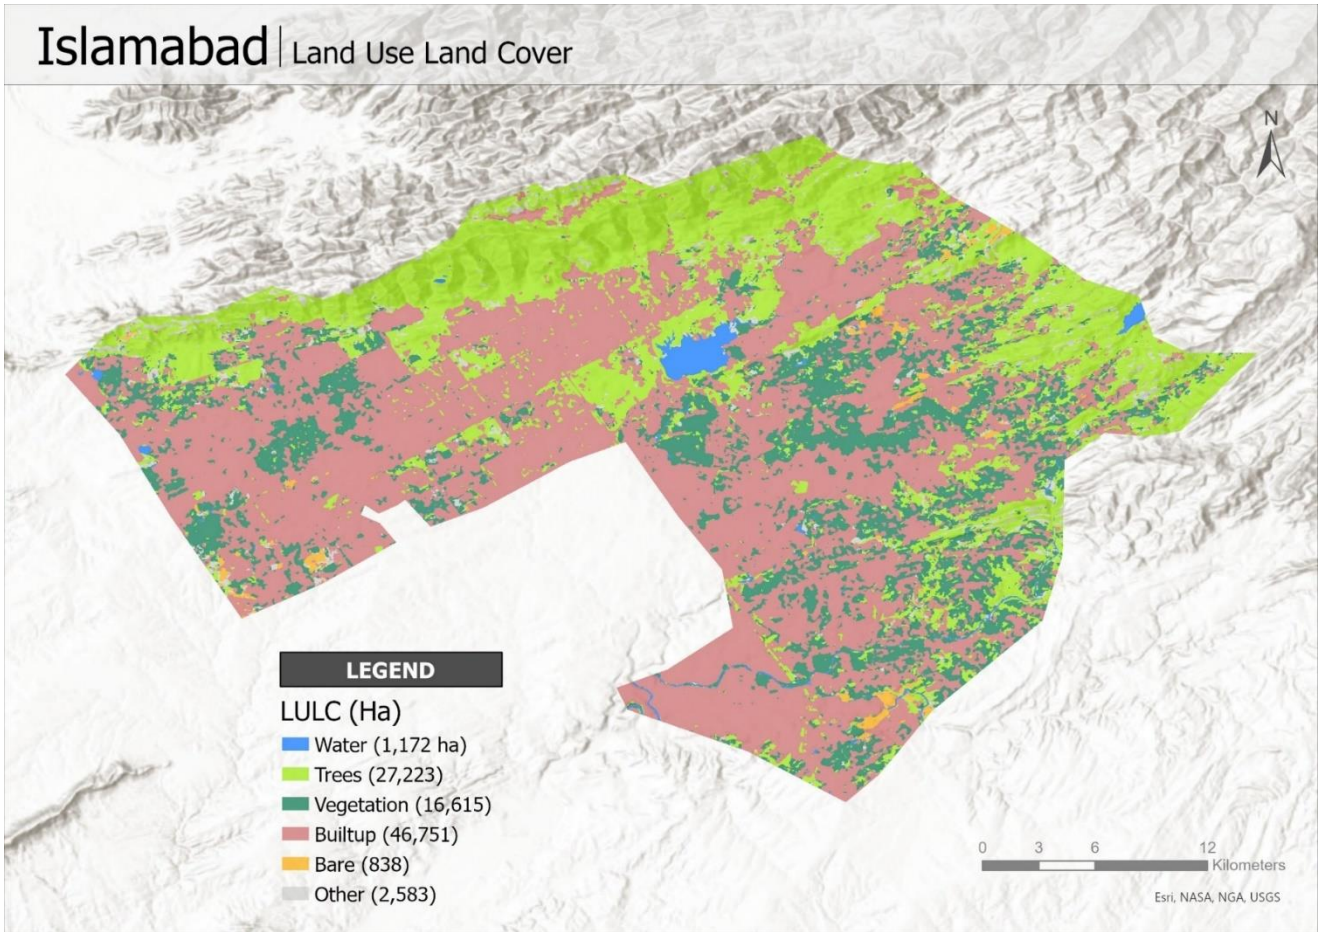 Islamabad | Land Use Land Cover
N
LEGEND
LULC (Ha)
Water (1,172 ha)
Trees (27,223)
Vegetation (16,615)
Builtup (46,751)
Bare (838)
Other (2,583)
0 3 6 12
Kilometers
Esri, NASA, NGA, USGS